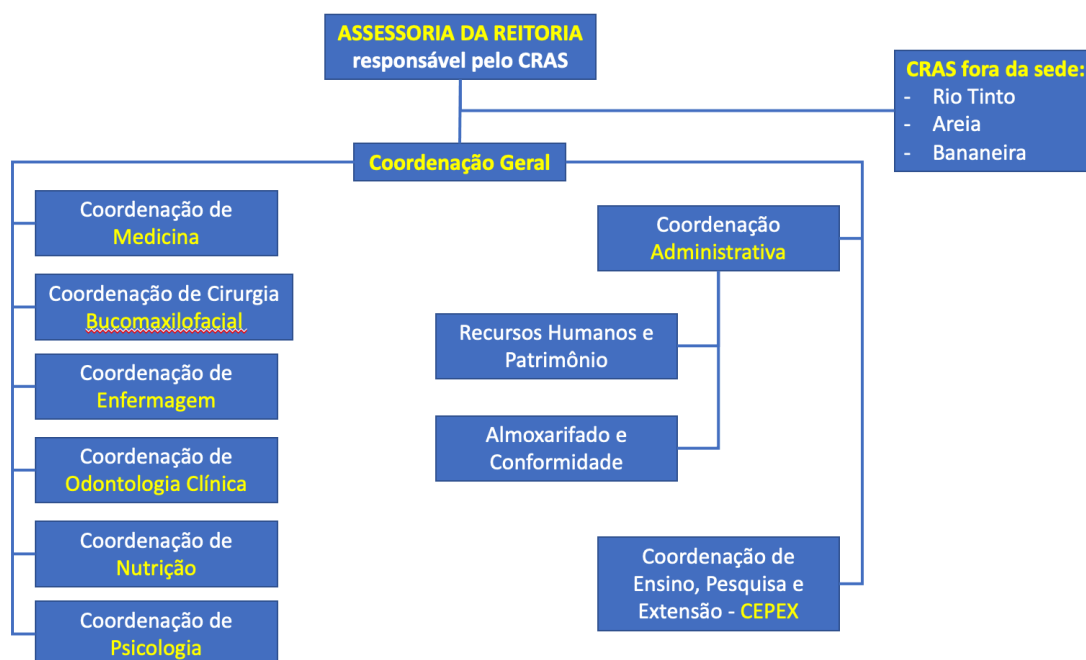 ASSESSORIA DA REITORIA
responsável pelo CRAS
CRAS fora da sede:
- Rio Tinto
- Areia
- Bananeira
Coordenação Geral
Coordenação de
Medicina
Coordenação de Cirurgia
Bucomaxilofacial
Coordenação de
Enfermagem
Coordenação de
Odontologia Clínica
Coordenação de
Nutrição
Coordenação de
Psicologia
Coordenação
Administrativa
Recursos Humanos e
Patrimônio
Almoxarifado e
Conformidade
Coordenação de
Ensino, Pesquisa e
Extensão - CEPEX